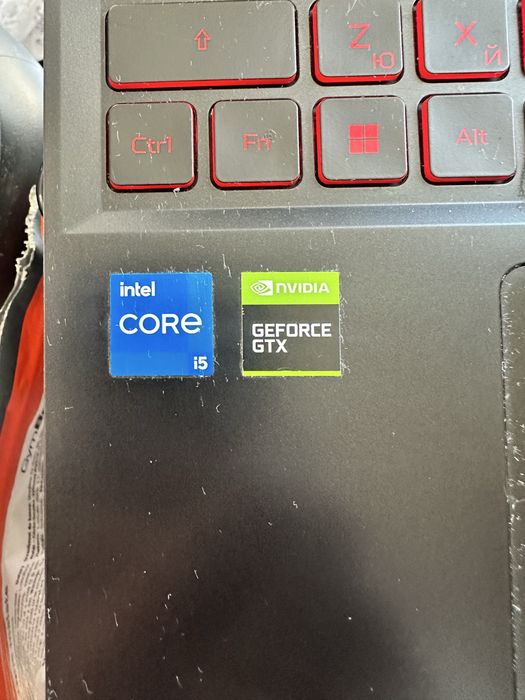 Z Ю X Й
Ctrl Fn Alt
intel
CORE
i5
NVIDIA
GEFORCE
GTX